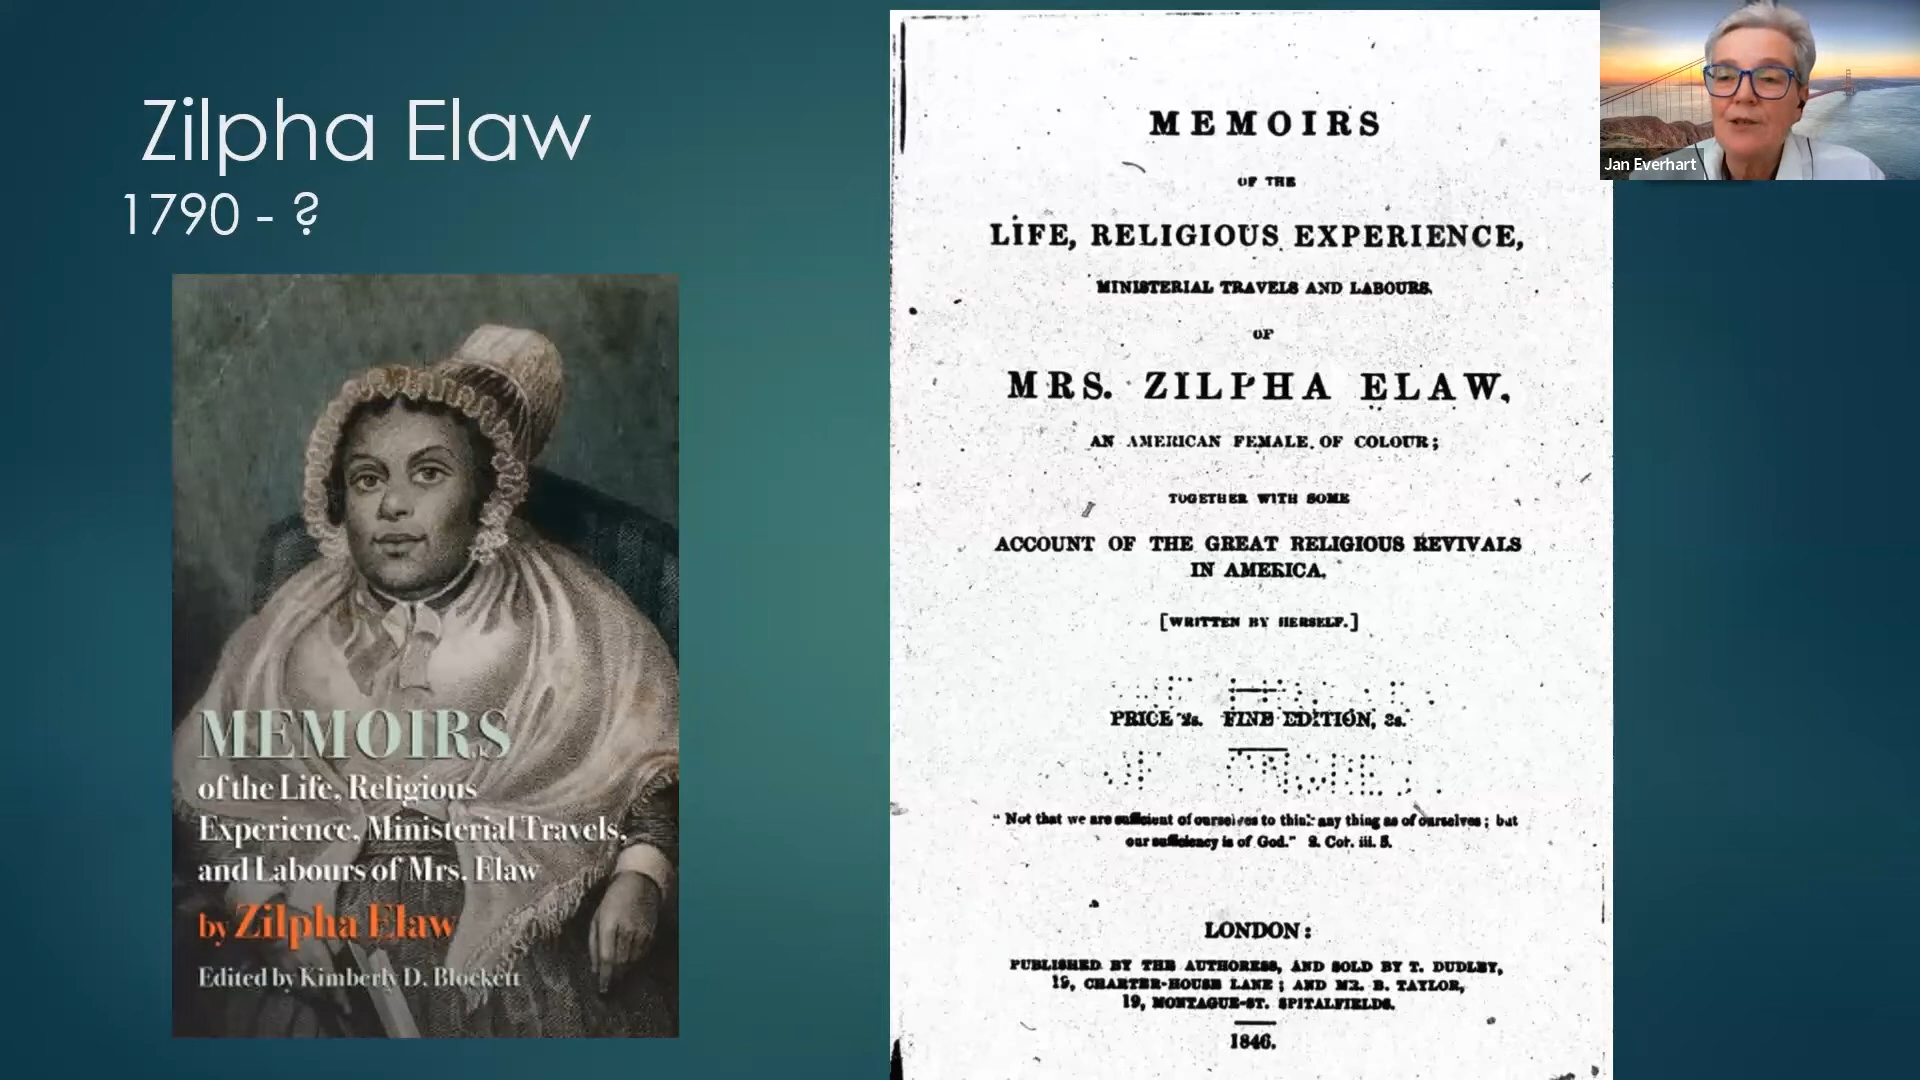 Zilpha Elaw
1790 - ?
MEMOIRS
of the Life, Religious
Experience, Ministerial Travels,
and Labours of Mrs. Elaw
by Zilpha Elaw
Edited by Kimberly D. Blockett
MEMOIRS
OF THE
LIFE, RELIGIOUS EXPERIENCE,
MINISTERIAL TRAVELS AND LABOURS
OF
MRS. ZILPHA ELAW,
AN AMERICAN FEMALE OF COLOUR;
TOGETHER WITH SOME
ACCOUNT OF THE GREAT RELIGIOUS REVIVALS
IN AMERICA.
[WRITTEN BY HERSELF.]
PRICE 2s. FINE EDITION, 3s.
"Not that we are sufficient of ourselves to think any thing as of ourselves; but
our sufficiency is of God." 2. Cor. iii. 5.
LONDON:
PUBLISHED BY THE AUTHORESS, AND SOLD BY T. DUDLEY,
19, CHARTER-HOUSE LANE; AND MR. B. TAYLOR,
19, MONTAGUE-ST. SPITALFIELDS.
1846.
Jan Everhart